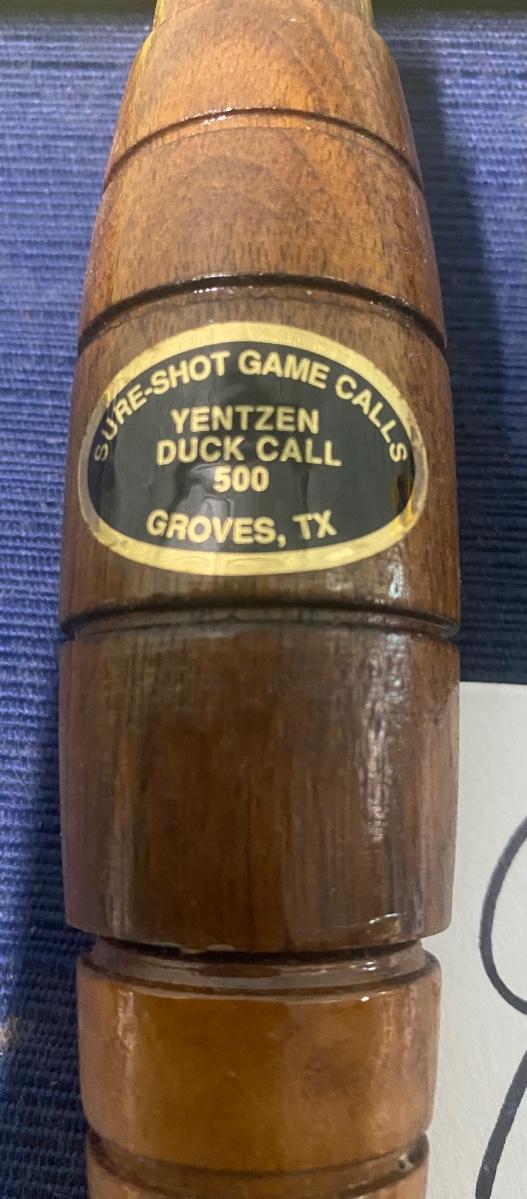 SURE-SHOT GAME CALLS
YENTZEN
DUCK CALL
500
GROVES, TX